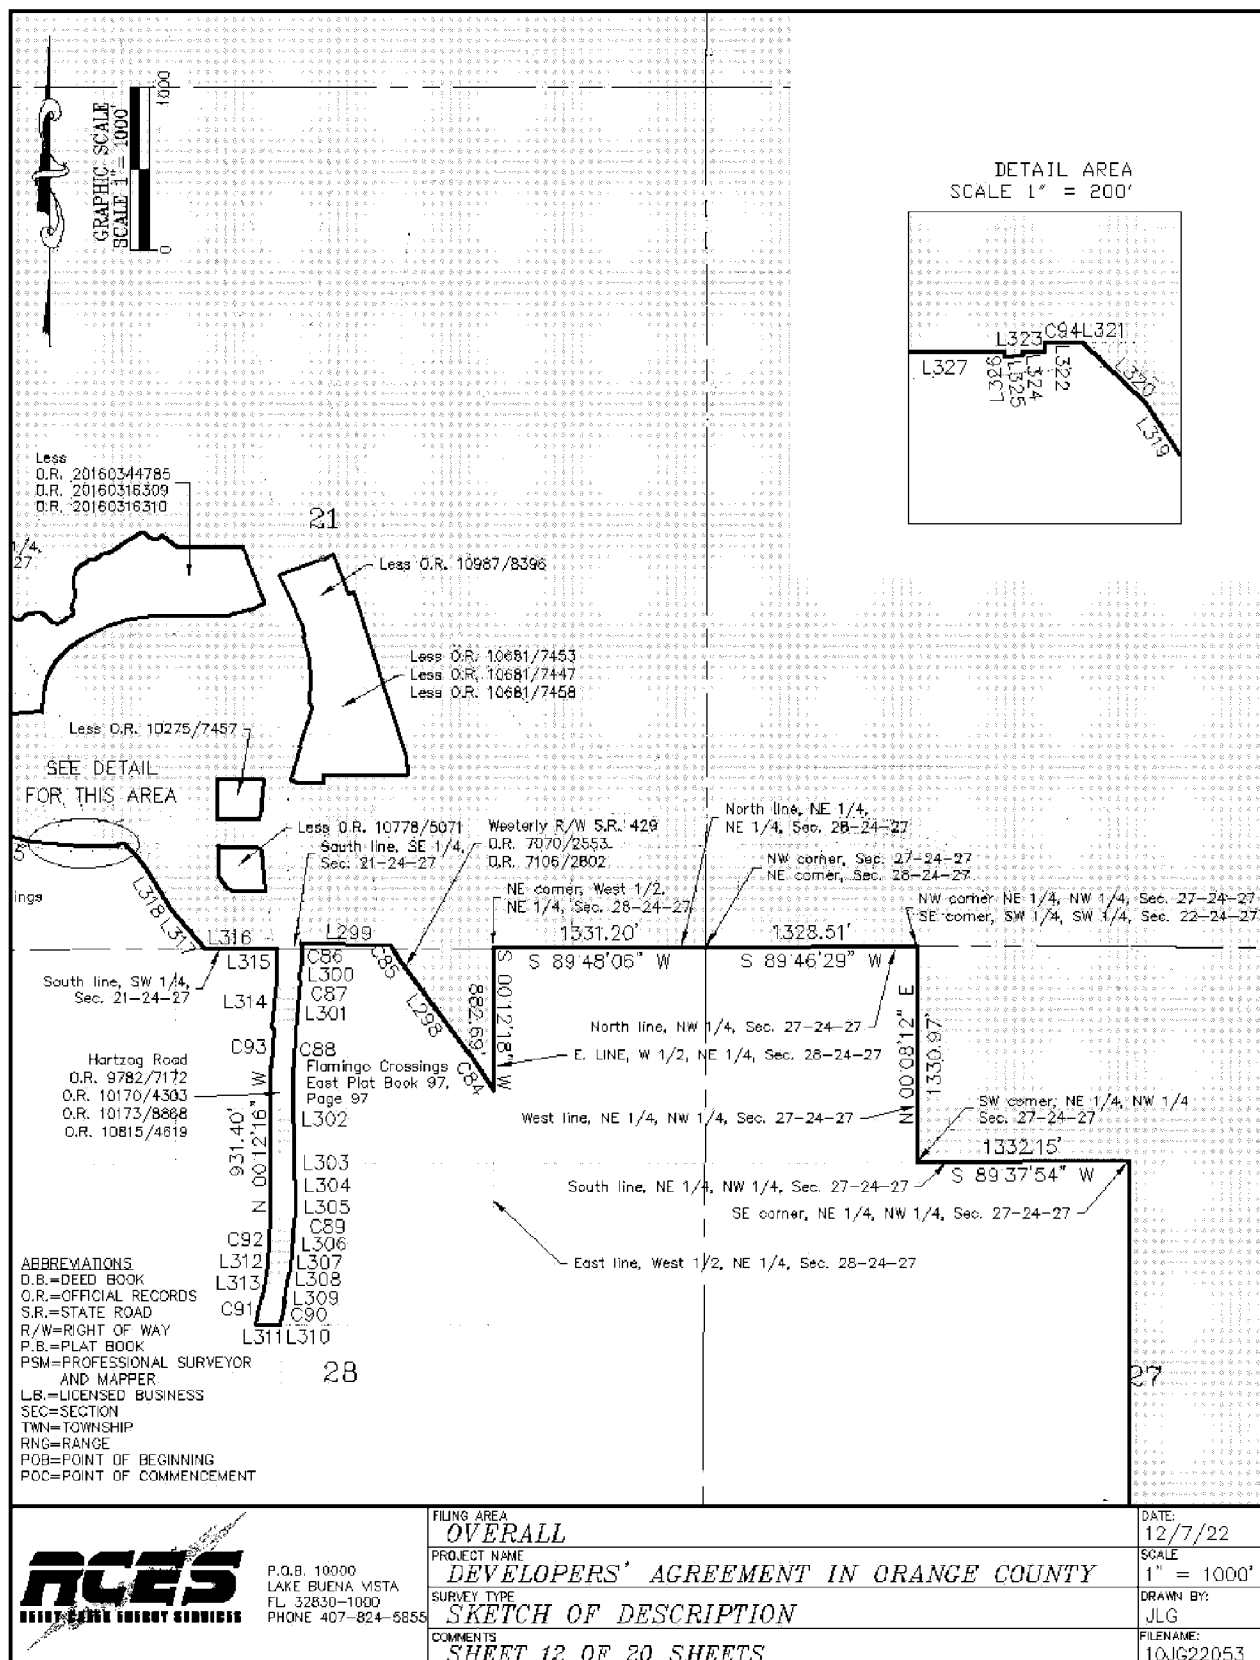 GRAPHIC SCALE
SCALE 1" = 1000'
0
1000
DETAIL AREA
SCALE 1" = 200'
L323
C94
L321
L327
L326
L325
L324
L322
L320
L319
Less
O.R. 20160344785
O.R. 20160316309
O.R. 20160316310
21
1/4,
27
Less O.R. 10987/8396
Less O.R. 10681/7453
Less O.R. 10681/7447
Less O.R. 10681/7458
Less O.R. 10275/7457
SEE DETAIL
FOR THIS AREA
5'
ings
Less O.R. 10778/5071
South line, SE 1/4,
Sec. 21-24-27
Westerly R/W S.R. 429
O.R. 7070/2553
O.R. 7106/2802
North line, NE 1/4,
NE 1/4, Sec. 28-24-27
NW corner, Sec. 27-24-27
NE corner, Sec. 28-24-27
NE corner, West 1/2,
NE 1/4, Sec. 28-24-27
NW corner NE 1/4, NW 1/4, Sec. 27-24-27
SE corner, SW 1/4, SW 1/4, Sec. 22-24-27
L318
L317
L316
L315
L299
C86
C85
L300
C87
L301
L298
C84
1331.20'
S 89°48'06" W
1328.51'
S 89°46'29" W
S 00°12'18" W
882.69'
N 00°08'12" E
1330.97'
South line, SW 1/4,
Sec. 21-24-27
L314
C93
North line, NW 1/4, Sec. 27-24-27
E. LINE, W 1/2, NE 1/4, Sec. 28-24-27
Hartzog Road
O.R. 9782/7172
O.R. 10170/4303
O.R. 10173/8868
O.R. 10815/4619
C88
Flamingo Crossings
East Plat Book 97,
Page 97
L302
931.40'
N 00°12'16" W
West line, NE 1/4, NW 1/4, Sec. 27-24-27
SW corner, NE 1/4, NW 1/4
Sec. 27-24-27
1332.15'
S 89°37'54" W
L303
L304
L305
C89
L306
L307
L308
L309
C90
South line, NE 1/4, NW 1/4, Sec. 27-24-27
SE corner, NE 1/4, NW 1/4, Sec. 27-24-27
East line, West 1/2, NE 1/4, Sec. 28-24-27
C92
L312
L313
C91
L311
L310
28
27
ABBREVIATIONS
D.B.=DEED BOOK
O.R.=OFFICIAL RECORDS
S.R.=STATE ROAD
R/W=RIGHT OF WAY
P.B.=PLAT BOOK
PSM=PROFESSIONAL SURVEYOR
AND MAPPER
L.B.=LICENSED BUSINESS
SEC=SECTION
TWN=TOWNSHIP
RNG=RANGE
POB=POINT OF BEGINNING
POC=POINT OF COMMENCEMENT
ACES
REEDY CREEK ENERGY SERVICES
P.O.B. 10000
LAKE BUENA VISTA
FL. 32830-1000
PHONE 407-824-5855
FILING AREA
OVERALL
PROJECT NAME
DEVELOPERS' AGREEMENT IN ORANGE COUNTY
SURVEY TYPE
SKETCH OF DESCRIPTION
COMMENTS
SHEET 12 OF 20 SHEETS
DATE:
12/7/22
SCALE
1" = 1000'
DRAWN BY:
JLG
FILENAME:
10JG22053